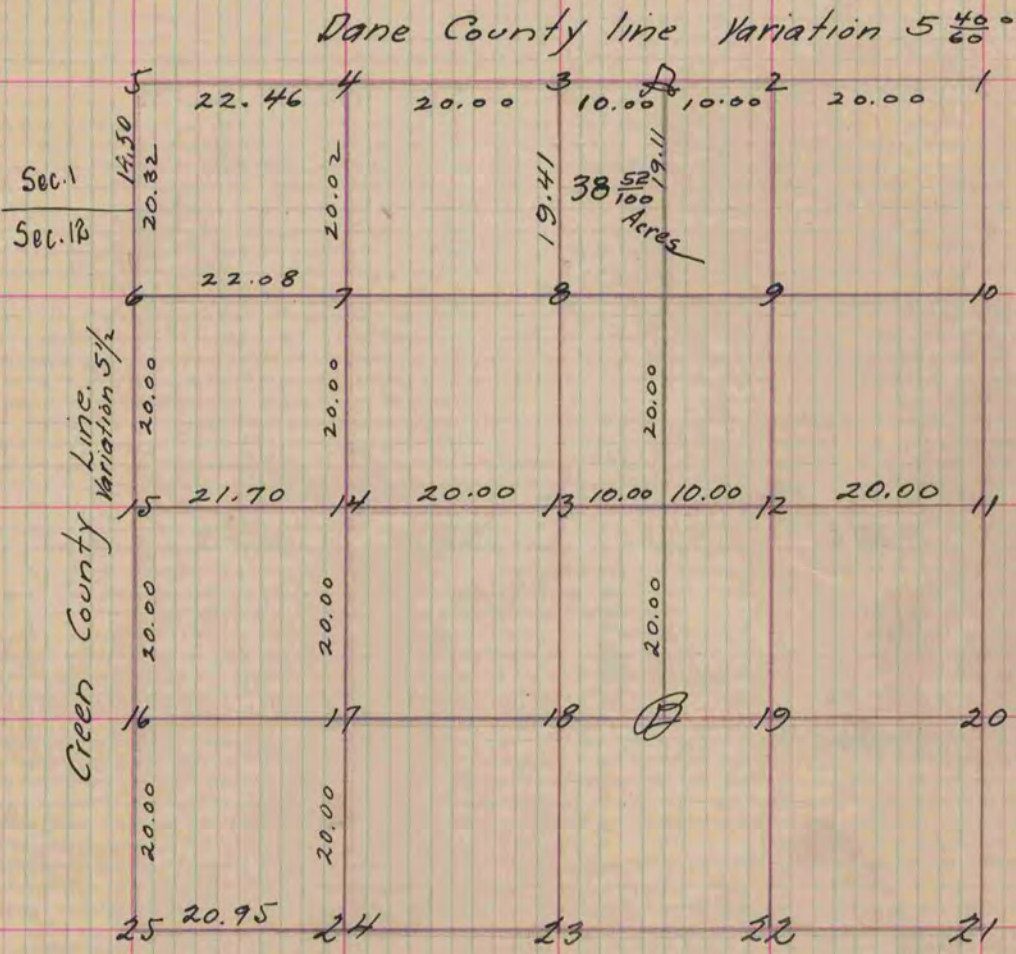 Dane County line Variation 5 40/60 °
5 4 3 A 2 1
22.46 20.00 10.00 10.00 20.00
14.50
20.32 20.02 19.41 38 52/100 Acres 19.11
Sec. 1
Sec. 12
22.08
6 7 8 9 10
20.00 20.00 20.00
Creen County Line.
Variation 5 1/2
21.70 20.00 10.00 10.00 20.00
15 14 13 12 11
20.00 20.00 20.00
16 17 18 B 19 20
20.00 20.00
20.95
25 24 23 22 21